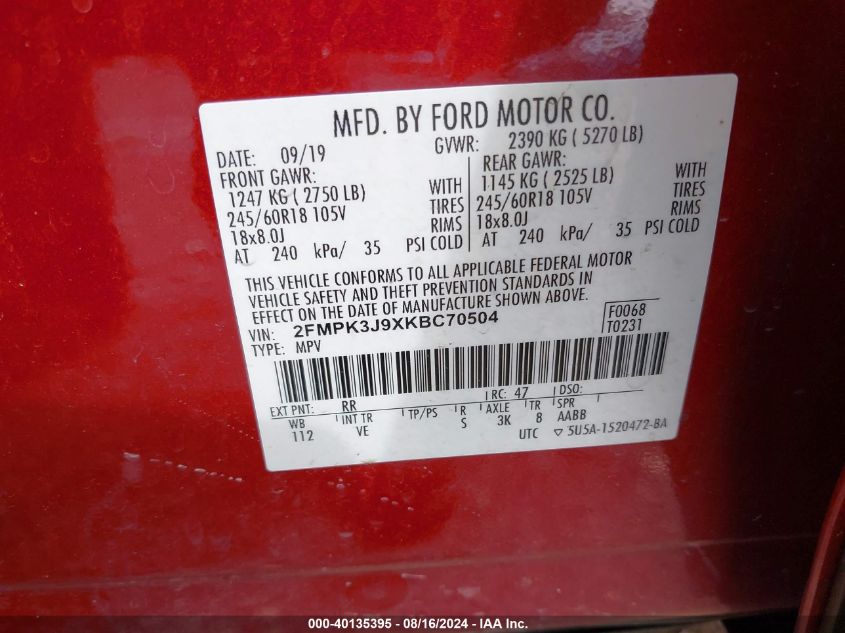 MFD. BY FORD MOTOR CO.
DATE: 09/19 GVWR: 2390 KG ( 5270 LB)
FRONT GAWR: REAR GAWR:
1247 KG ( 2750 LB) WITH 1145 KG ( 2525 LB) WITH
245/60R18 105V TIRES 245/60R18 105V TIRES
18x8.0J RIMS 18x8.0J RIMS
AT 240 kPa/ 35 PSI COLD AT 240 kPa/ 35 PSI COLD
THIS VEHICLE CONFORMS TO ALL APPLICABLE FEDERAL MOTOR
VEHICLE SAFETY AND THEFT PREVENTION STANDARDS IN
EFFECT ON THE DATE OF MANUFACTURE SHOWN ABOVE.
VIN: 2FMPK3J9XKBC70504 F0068
TYPE: MPV T0231
EXT PNT: RR RC: 47 DSO:
WB INT TR TP/PS R AXLE TR SPR
112 VE S 3K 8 AABB
UTC ▽ 5U5A-1520472-BA
000-40135395 - 08/16/2024 - IAA Inc.